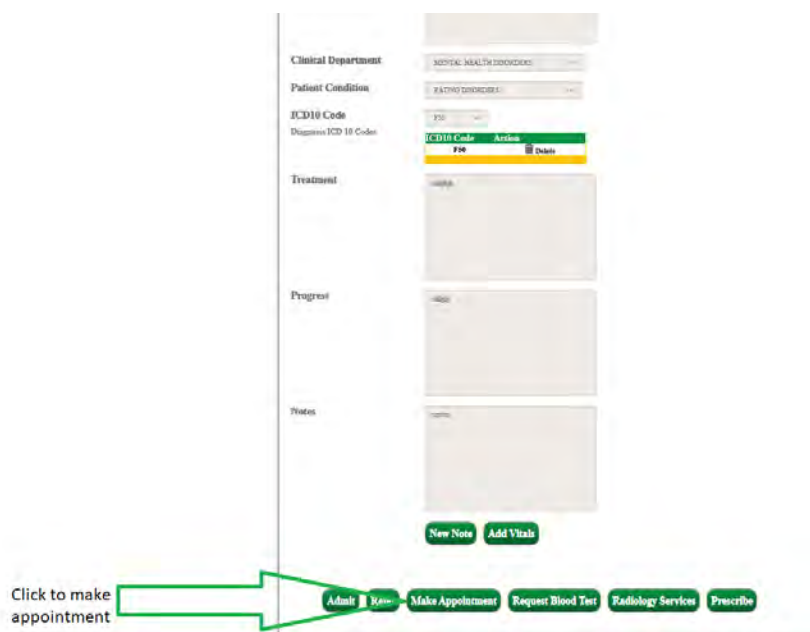 Clinical Department
MENTAL HEALTH DISORDERS
Patient Condition
EATING DISORDERS
ICD10 Code
F50
Diagnosis ICD 10 Codes
ICD10 Code Action
F50 Delete
Treatment
Progress
Notes
New Note Add Vitals
Click to make
appointment
Admit Make Appointment Request Blood Test Radiology Services Prescribe